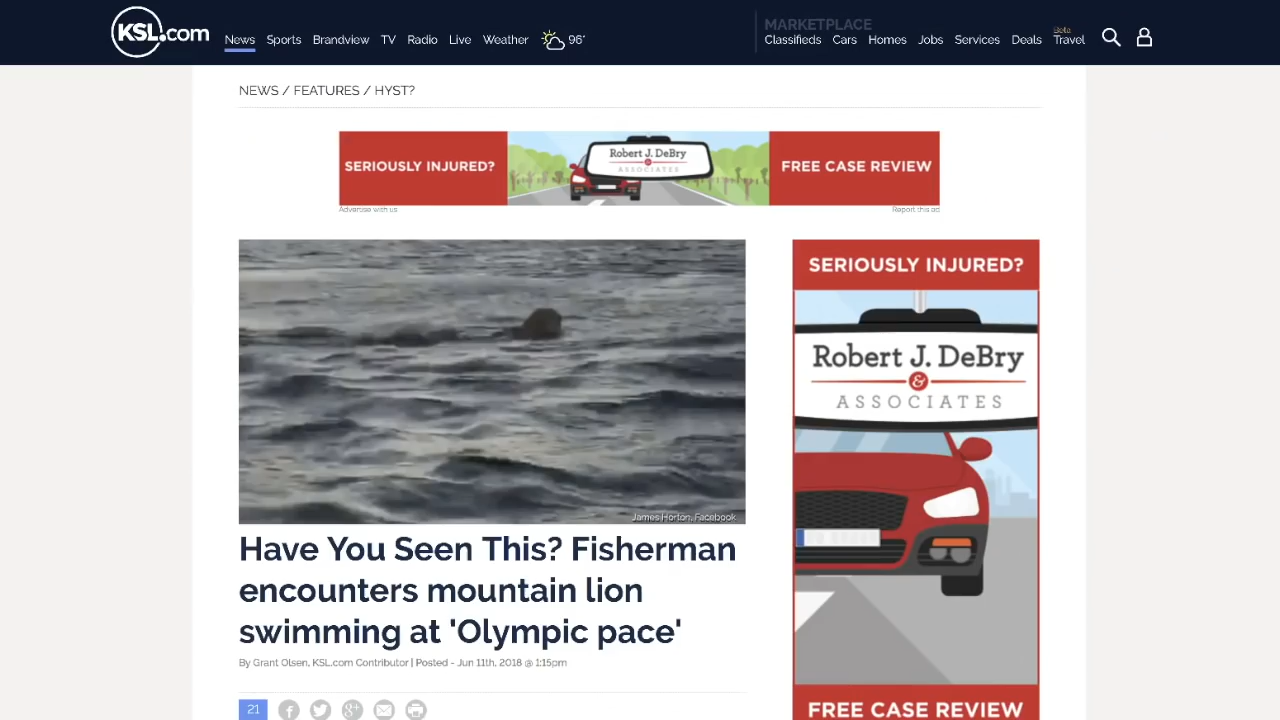 KSL.com
News Sports Brandview TV Radio Live Weather 96°
MARKETPLACE
Classifieds Cars Homes Jobs Services Deals Travel
Beta
NEWS / FEATURES / HYST?
SERIOUSLY INJURED?
Robert J. DeBry
&
ASSOCIATES
FREE CASE REVIEW
Advertise with us
Report this ad
James Horton, Facebook
Have You Seen This? Fisherman
encounters mountain lion
swimming at 'Olympic pace'
By Grant Olsen, KSL.com Contributor | Posted - Jun 11th, 2018 @ 1:15pm
21
SERIOUSLY INJURED?
Robert J. DeBry
&
ASSOCIATES
FREE CASE REVIEW